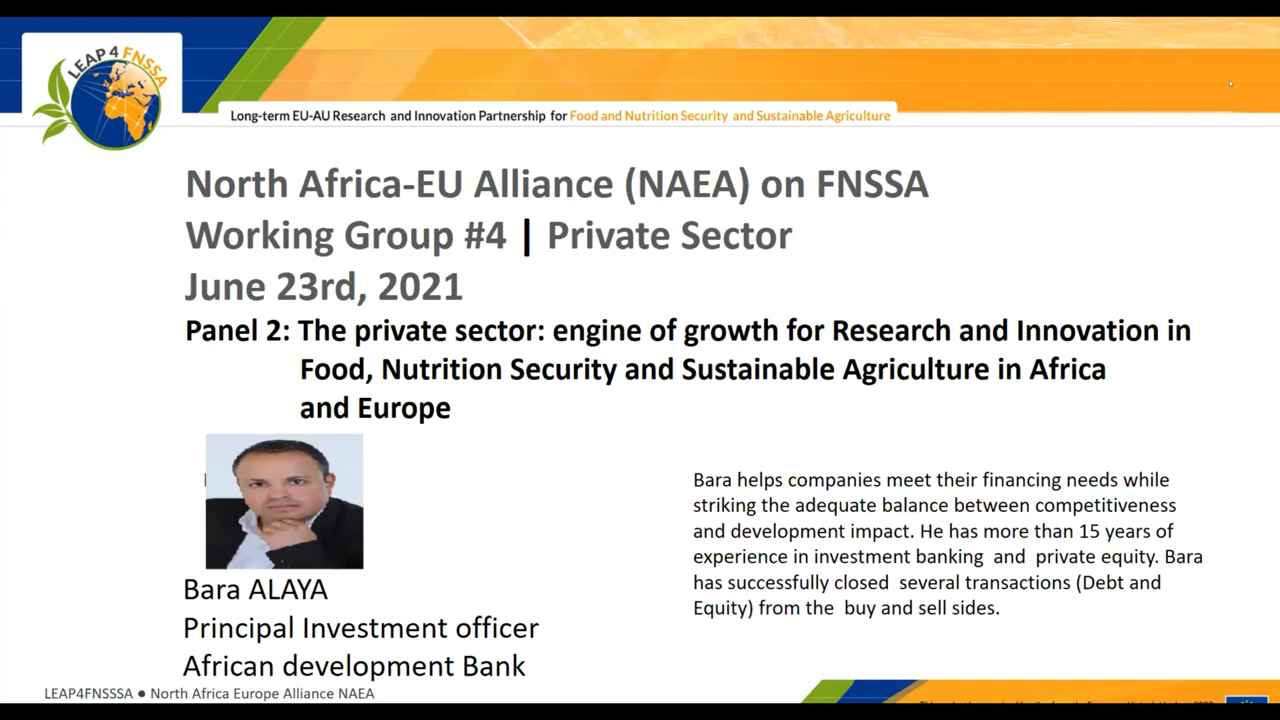 LEAP 4 FNSSA
Long-term EU-AU Research and Innovation Partnership for Food and Nutrition Security and Sustainable Agriculture
North Africa-EU Alliance (NAEA) on FNSSA
Working Group #4 | Private Sector
June 23rd, 2021
Panel 2: The private sector: engine of growth for Research and Innovation in
Food, Nutrition Security and Sustainable Agriculture in Africa
and Europe
Bara ALAYA
Principal Investment officer
African development Bank
Bara helps companies meet their financing needs while
striking the adequate balance between competitiveness
and development impact. He has more than 15 years of
experience in investment banking and private equity. Bara
has successfully closed several transactions (Debt and
Equity) from the buy and sell sides.
LEAP4FNSSSA ● North Africa Europe Alliance NAEA